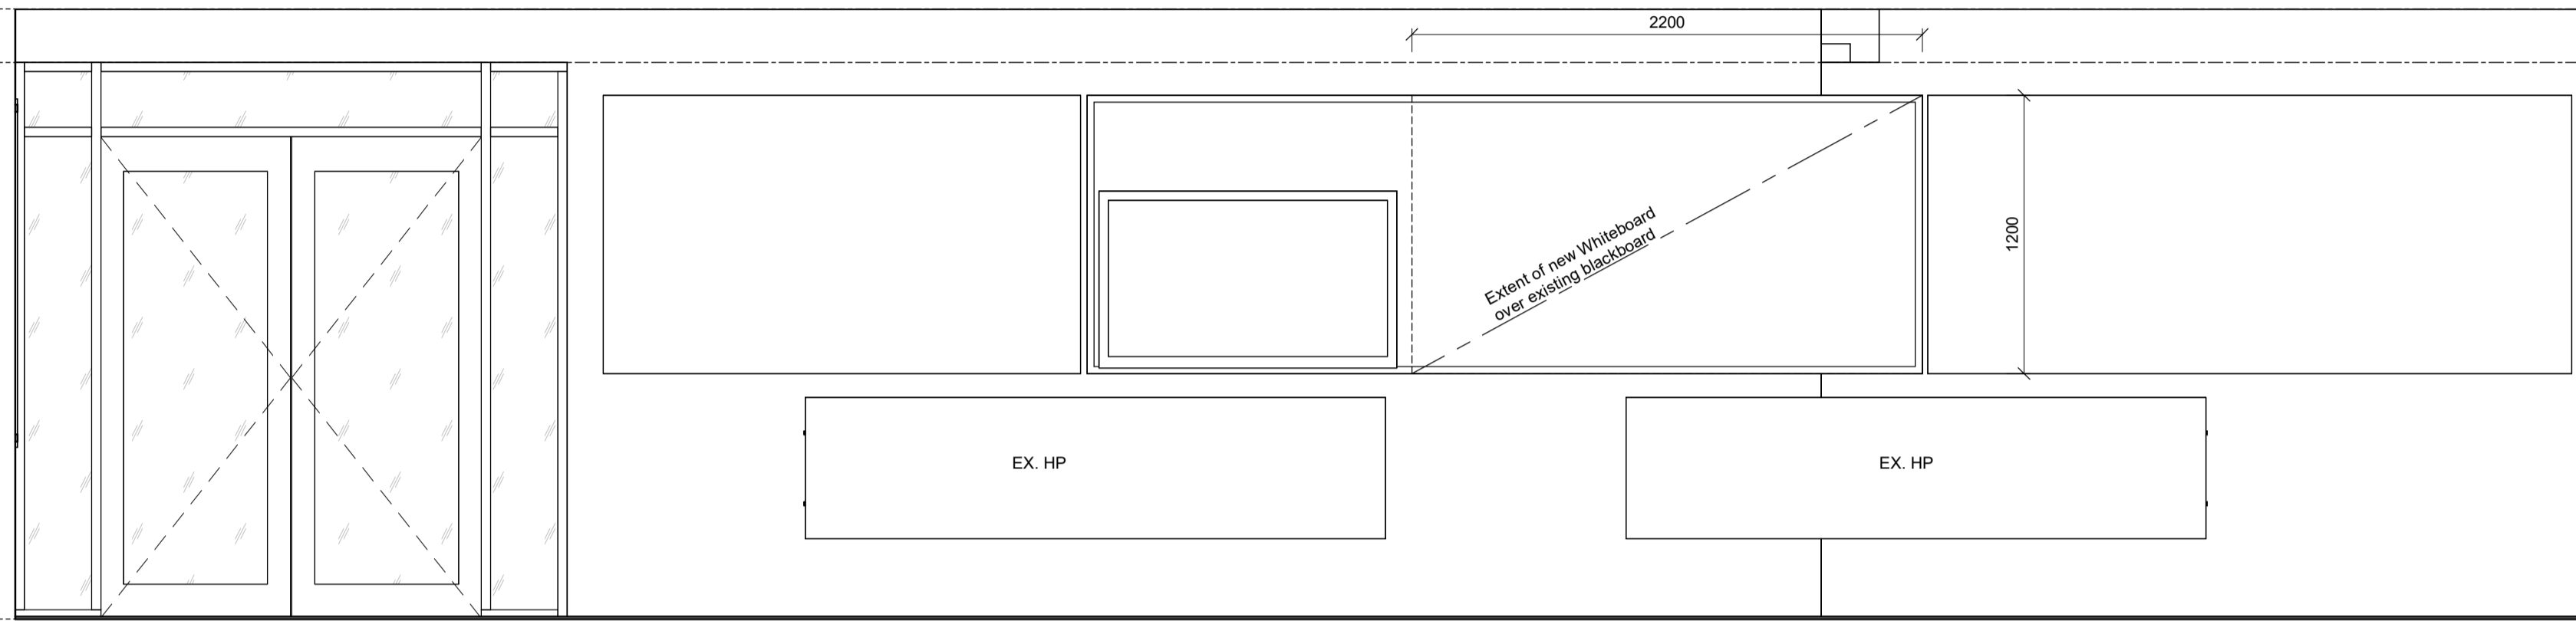 2200
Extent of new Whiteboard
over existing blackboard
1200
EX. HP
EX. HP